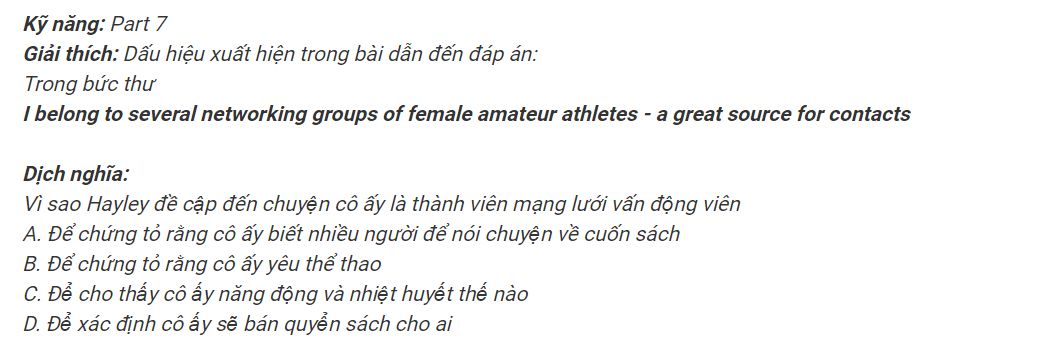 Kỹ năng: Part 7
Giải thích: Dấu hiệu xuất hiện trong bài dẫn đến đáp án:
Trong bức thư
I belong to several networking groups of female amateur athletes - a great source for contacts
Dịch nghĩa:
Vì sao Hayley đề cập đến chuyện cô ấy là thành viên mạng lưới vấn động viên
A. Để chứng tỏ rằng cô ấy biết nhiều người để nói chuyện về cuốn sách
B. Để chứng tỏ rằng cô ấy yêu thể thao
C. Để cho thấy cô ấy năng động và nhiệt huyết thế nào
D. Để xác định cô ấy sẽ bán quyển sách cho ai